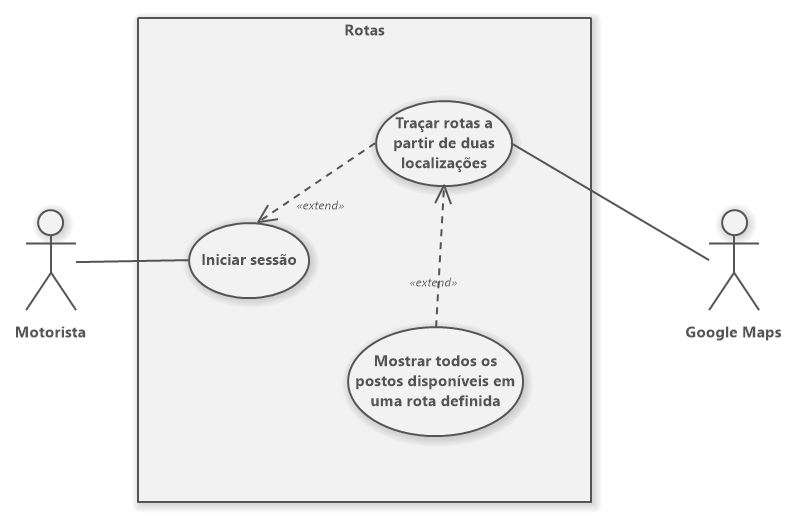 Rotas
Traçar rotas a
partir de duas
localizações
«extend»
Iniciar sessão
«extend»
Motorista
Google Maps
Mostrar todos os
postos disponíveis em
uma rota definida